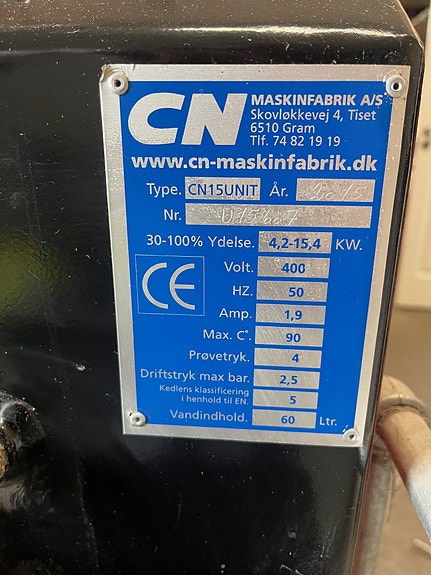 CN
MASKINFABRIK A/S
Skovløkkevej 4, Tiset
6510 Gram
Tlf. 74 82 19 19
www.cn-maskinfabrik.dk
Type. CN15UNIT År. 2015
Nr.
30-100% Ydelse. 4,2-15,4 KW.
Volt. 400
HZ. 50
Amp. 1,9
Max. C°. 90
Prøvetryk. 4
Driftstryk max bar. 2,5
Kedlens klassificering
i henhold til EN. 5
Vandindhold. 60 Ltr.
CE